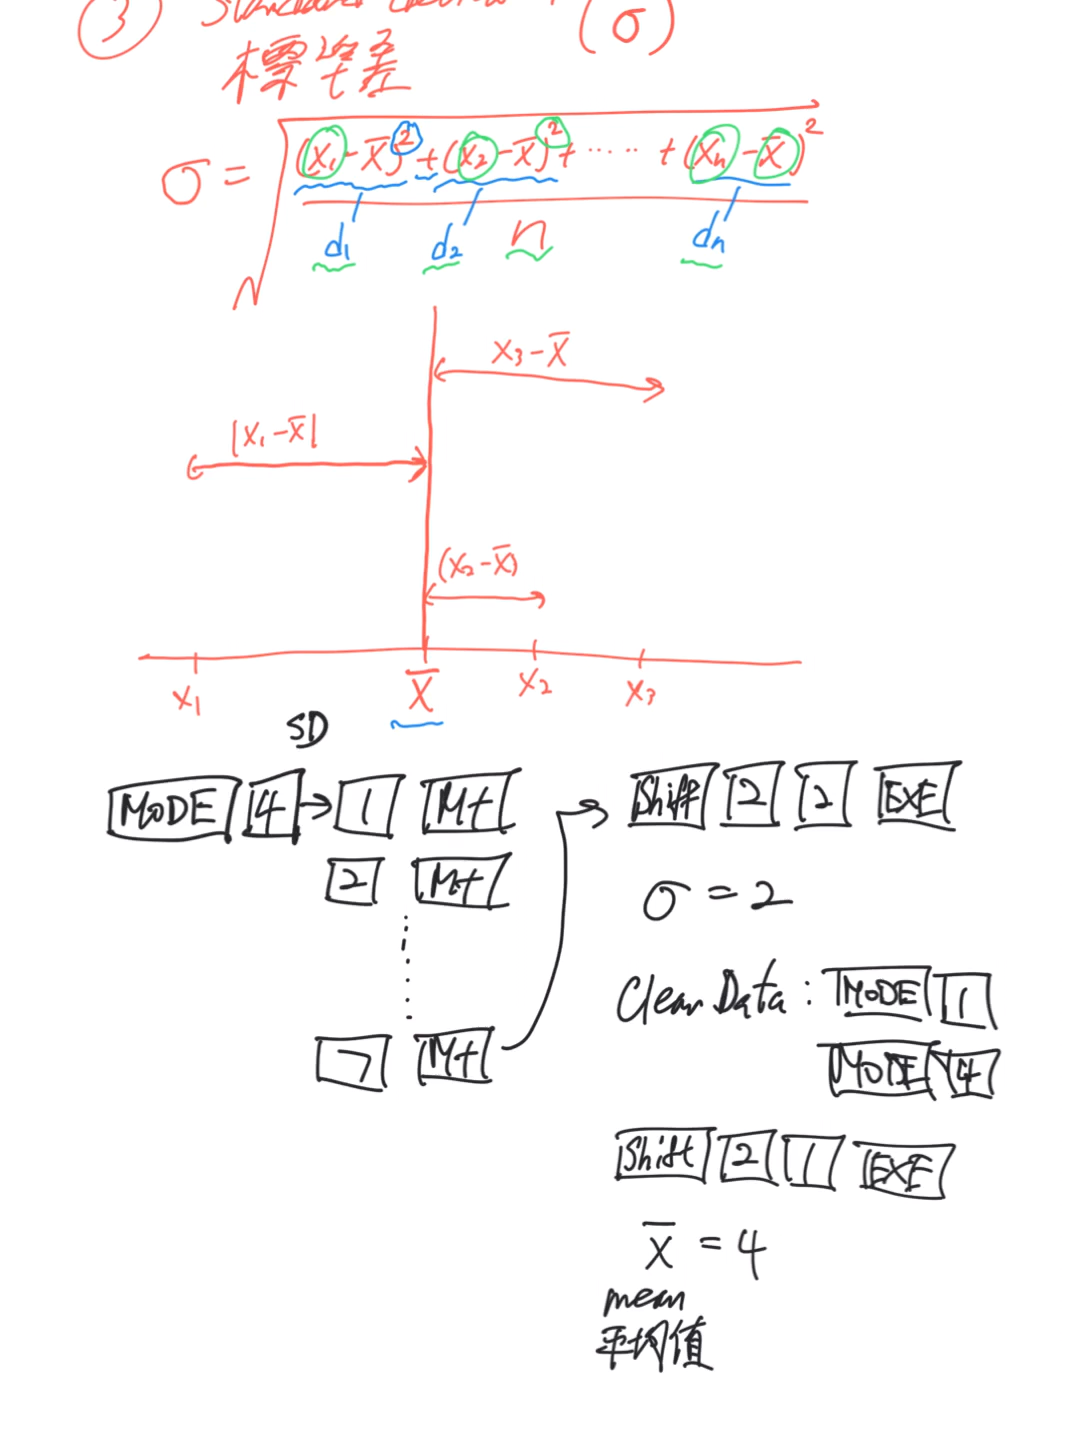 ③ (σ)
標準差
σ = √((x₁-x̄)²+(x₂-x̄)²+·····+(xₙ-x̄)²
d₁ d₂ n dₙ
x₃-x̄
|x₁-x̄|
(x₂-x̄)
x₁ x̄ x₂ x₃
SD
MODE 4 → 1 M+
2 M+
7 M+
Shift 2 2 EXE
σ = 2
Clear Data : MODE 1
MODE 4
Shift 2 1 EXE
x̄ = 4
mean
平均值